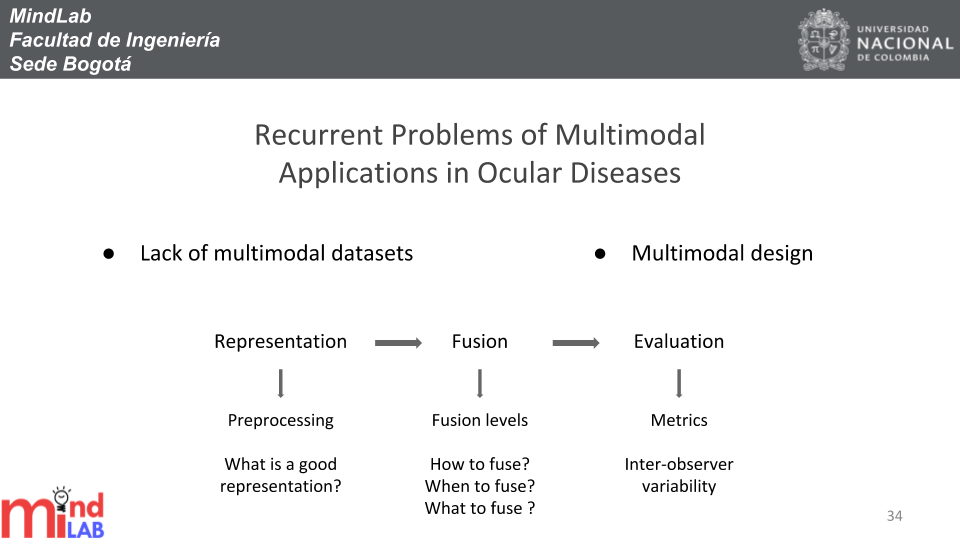 MindLab
Facultad de Ingeniería
Sede Bogotá
UNIVERSIDAD
NACIONAL
DE COLOMBIA
Recurrent Problems of Multimodal
Applications in Ocular Diseases
● Lack of multimodal datasets
● Multimodal design
Representation
Fusion
Evaluation
Preprocessing
Fusion levels
Metrics
What is a good
representation?
How to fuse?
When to fuse?
What to fuse ?
Inter-observer
variability
mind
LAB
34